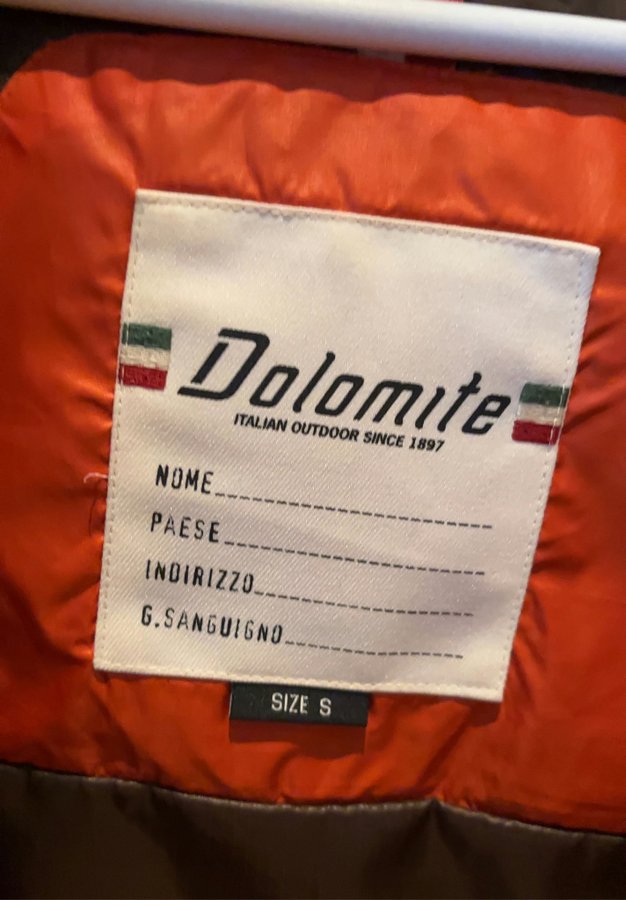 Dolomite
ITALIAN OUTDOOR SINCE 1897
NOME
PAESE
INDIRIZZO
G.SANGUIGNO
SIZE S